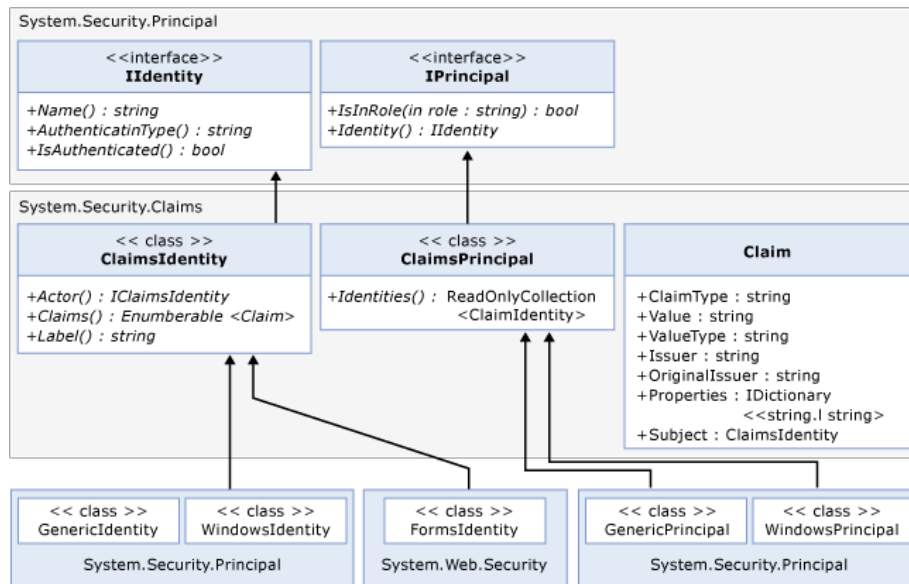 System.Security.Principal
<<interface>>
IIdentity
+Name() : string
+AuthenticatinType() : string
+IsAuthenticated() : bool
<<interface>>
IPrincipal
+IsInRole(in role : string) : bool
+Identity() : IIdentity
System.Security.Claims
<< class >>
ClaimsIdentity
+Actor() : IClaimsIdentity
+Claims() : Enumberable <Claim>
+Label() : string
<< class >>
ClaimsPrincipal
+Identities() : ReadOnlyCollection
<ClaimIdentity>
Claim
+ClaimType : string
+Value : string
+ValueType : string
+Issuer : string
+OriginalIssuer : string
+Properties : IDictionary
<<string.l string>
+Subject : ClaimsIdentity
<< class >>
GenericIdentity
<< class >>
WindowsIdentity
System.Security.Principal
<< class >>
FormsIdentity
System.Web.Security
<< class >>
GenericPrincipal
<< class >>
WindowsPrincipal
System.Security.Principal